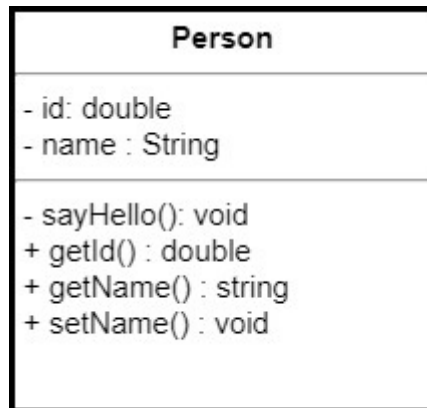 Person
- id: double
- name : String
- sayHello(): void
+ getId() : double
+ getName() : string
+ setName() : void